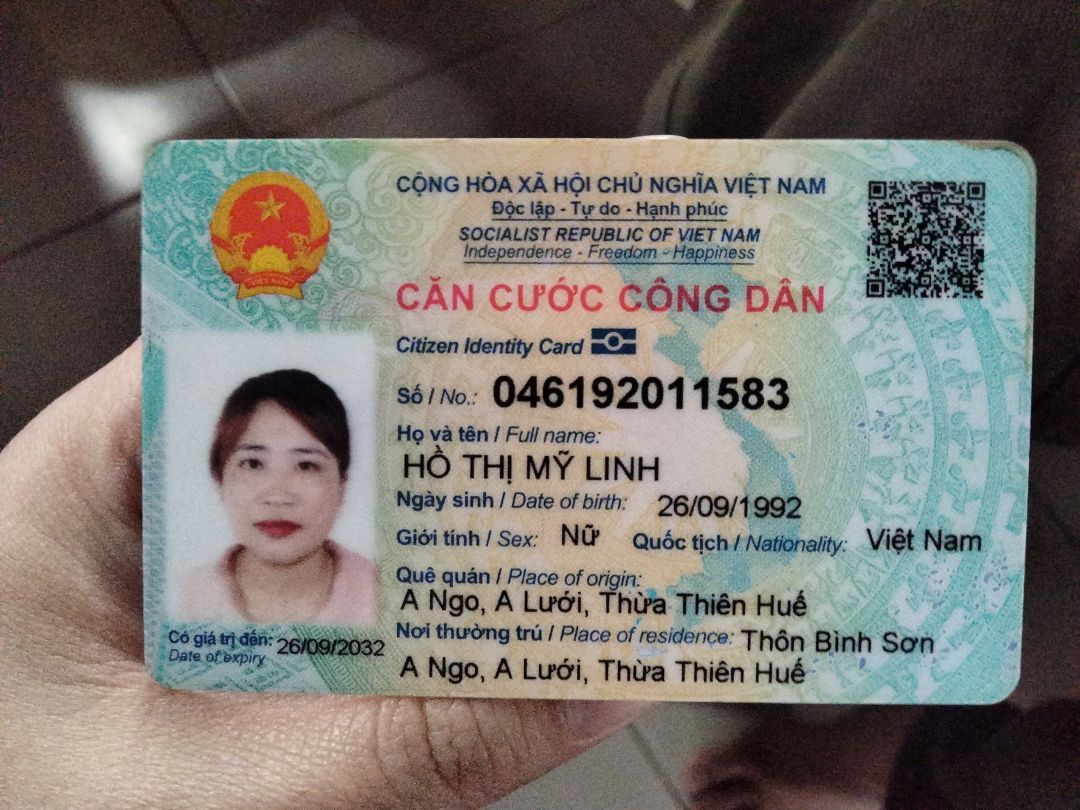 CỘNG HÒA XÃ HỘI CHỦ NGHĨA VIỆT NAM
Độc lập - Tự do - Hạnh phúc
SOCIALIST REPUBLIC OF VIET NAM
Independence - Freedom - Happiness
CĂN CƯỚC CÔNG DÂN
Citizen Identity Card
Số / No.: 046192011583
Họ và tên / Full name:
HỒ THỊ MỸ LINH
Ngày sinh / Date of birth: 26/09/1992
Giới tính / Sex: Nữ Quốc tịch / Nationality: Việt Nam
Quê quán / Place of origin:
A Ngo, A Lưới, Thừa Thiên Huế
Nơi thường trú / Place of residence: Thôn Bình Sơn
A Ngo, A Lưới, Thừa Thiên Huế
Có giá trị đến: 26/09/2032
Date of expiry